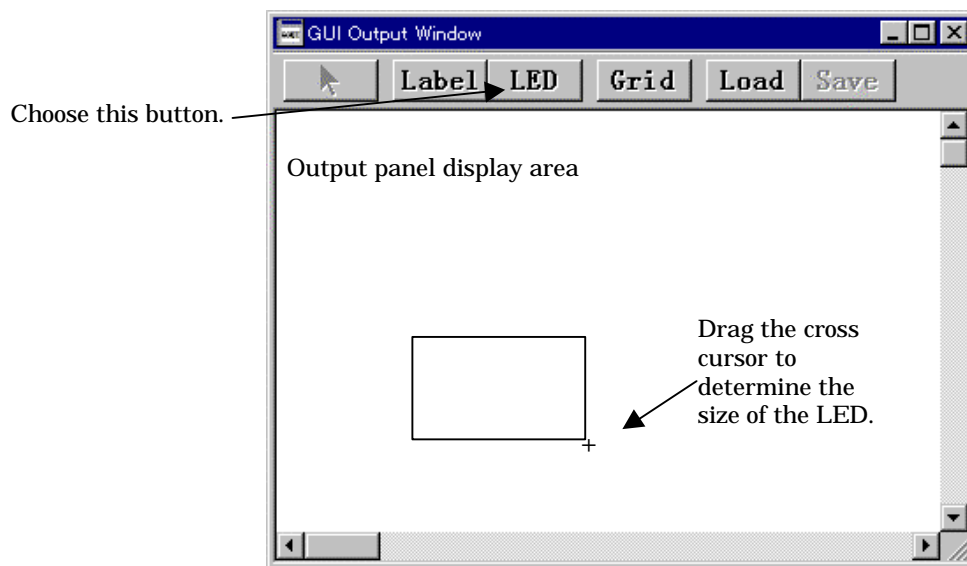 GUI Output Window
Label LED Grid Load Save
Choose this button.
Output panel display area
Drag the cross
cursor to
determine the
size of the LED.